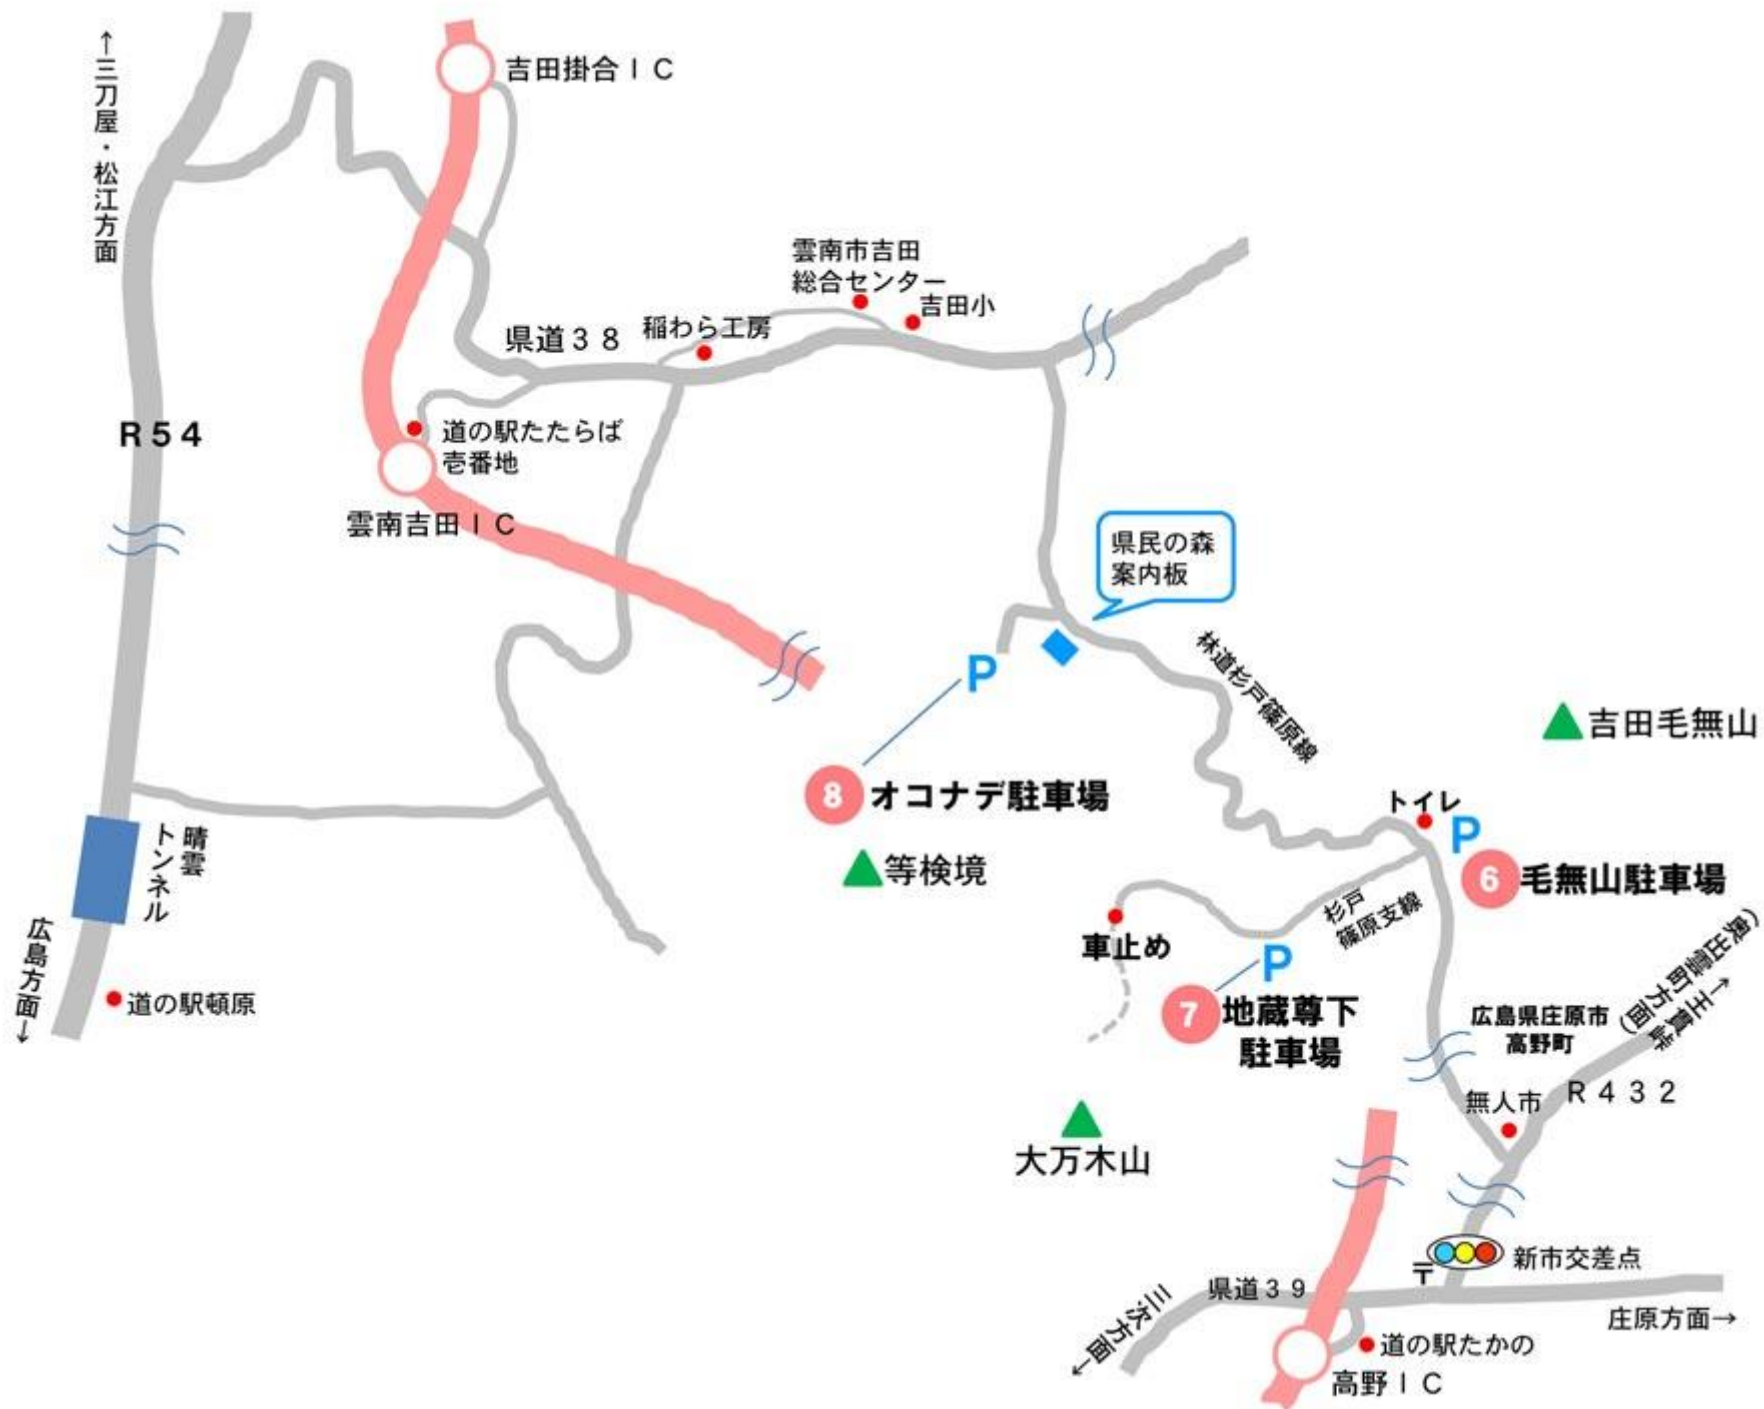 ↑三刀屋・松江方面
吉田掛合ＩＣ
雲南市吉田
総合センター
吉田小
県道３８
稲わら工房
Ｒ５４
道の駅たたらば
壱番地
雲南吉田ＩＣ
県民の森
案内板
林道杉戸篠原線
P
吉田毛無山
8
オコナデ駐車場
トイレ
P
等検境
6
毛無山駐車場
晴雲
トンネル
杉戸
篠原支線
車止め
P
広島方面→
道の駅頓原
7
地蔵尊下
駐車場
←王貫峠
(奥出雲町方面)
広島県庄原市
高野町
無人市
Ｒ４３２
大万木山
新市交差点
〒
県道３９
三次方面→
庄原方面→
道の駅たかの
高野ＩＣ